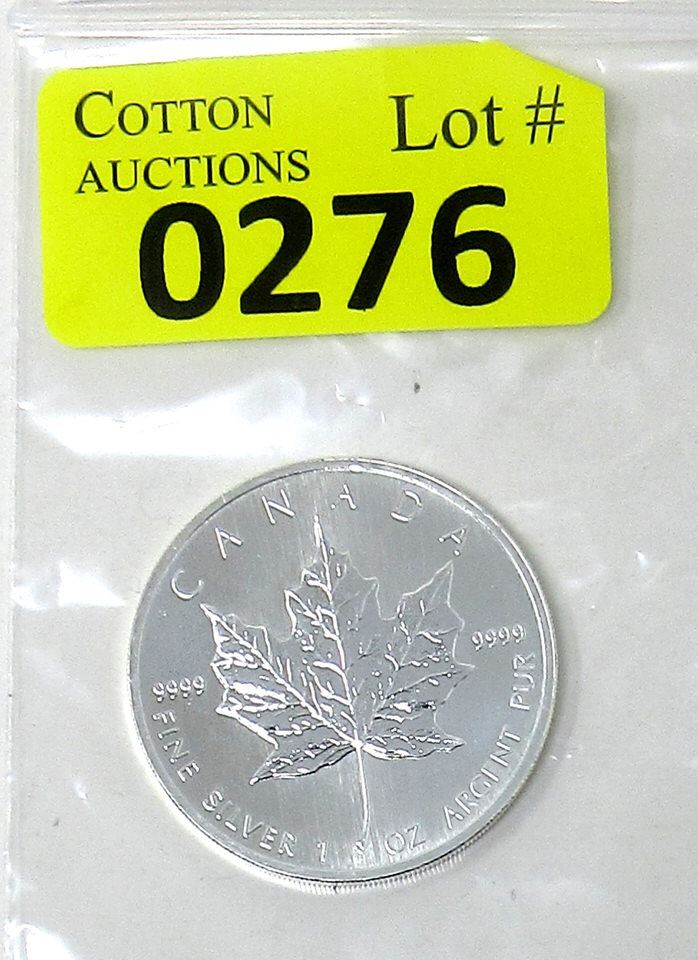 COTTON
AUCTIONS
Lot #
0276
CANADA
9999
9999
FINE SILVER 1 OZ ARGENT PUR